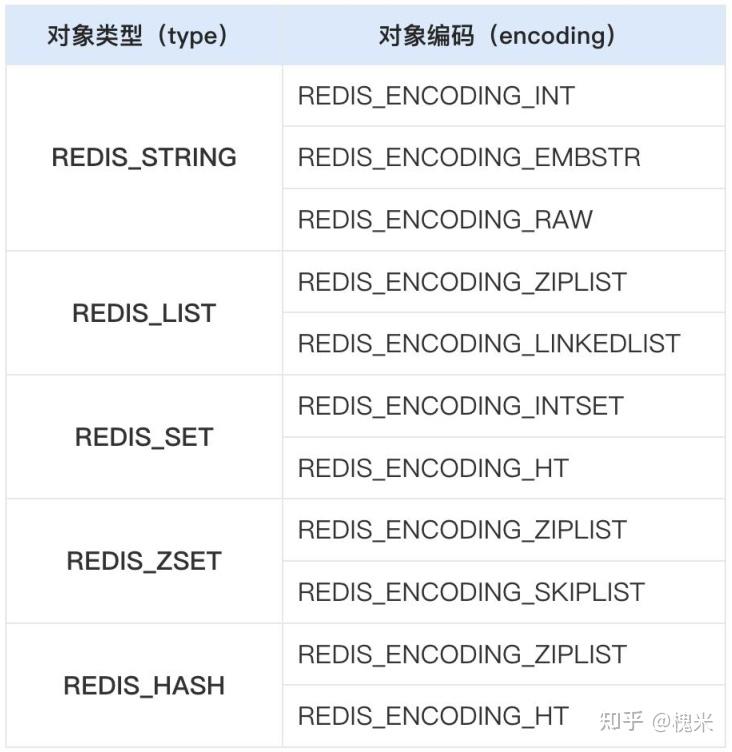 对象类型（type）
对象编码（encoding）
REDIS_STRING
REDIS_ENCODING_INT
REDIS_ENCODING_EMBSTR
REDIS_ENCODING_RAW
REDIS_LIST
REDIS_ENCODING_ZIPLIST
REDIS_ENCODING_LINKEDLIST
REDIS_SET
REDIS_ENCODING_INTSET
REDIS_ENCODING_HT
REDIS_ZSET
REDIS_ENCODING_ZIPLIST
REDIS_ENCODING_SKIPLIST
REDIS_HASH
REDIS_ENCODING_ZIPLIST
REDIS_ENCODING_HT
知乎 @槐米